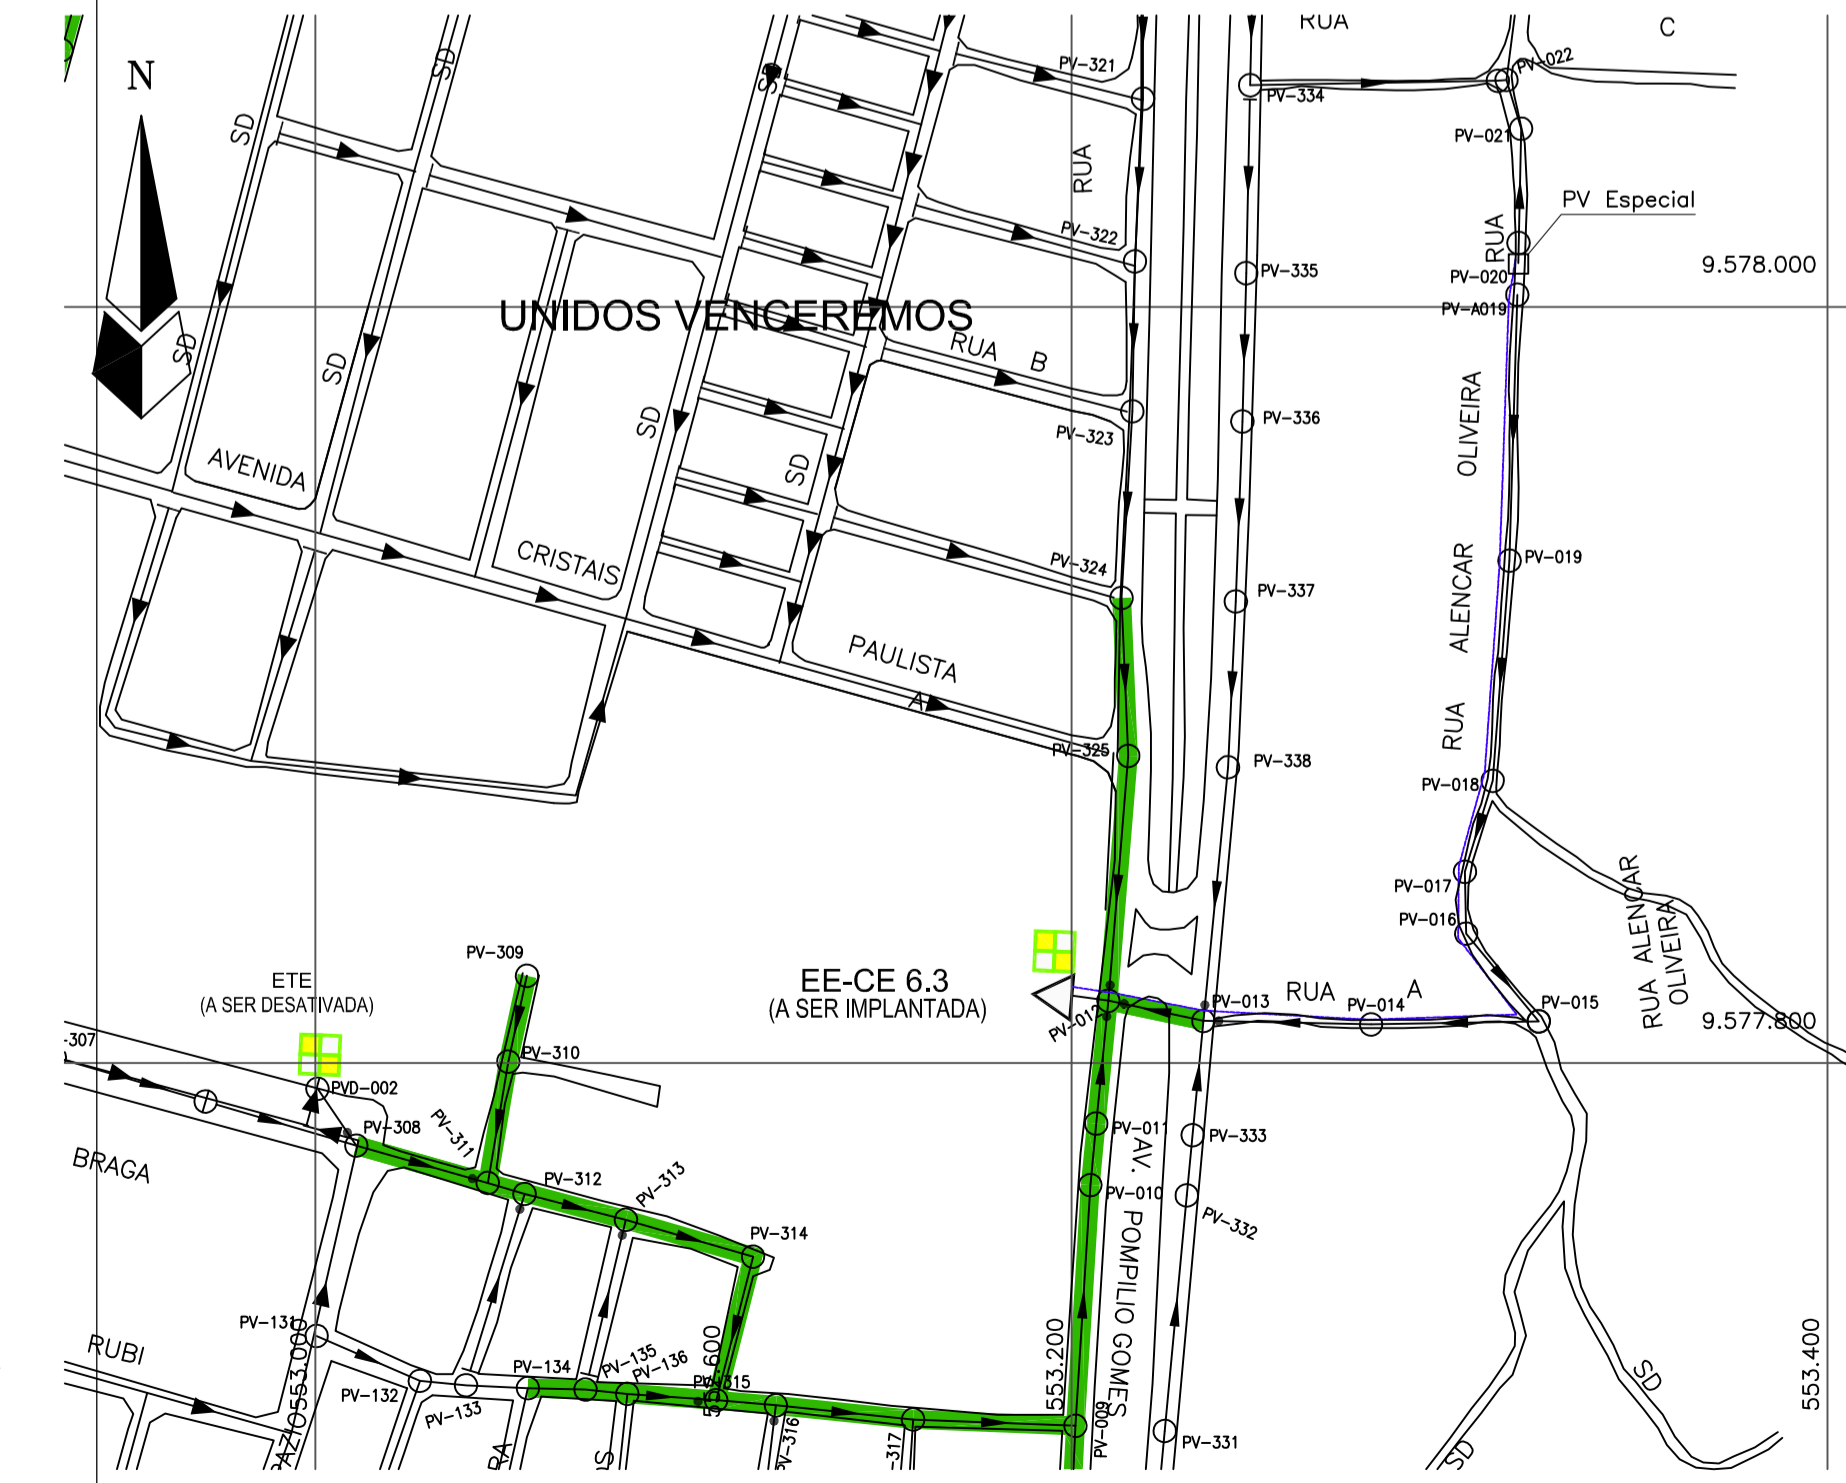 RUA
C
N
SD
SD
SD
PV-321
PV-022
PV-334
PV-021
RUA
PV Especial
RUA
PV-322
PV-335
PV-020
9.578.000
PV-A019
UNIDOS VENCEREMOS
SD
SD
RUA B
SD
SD
PV-323
PV-336
OLIVEIRA
AVENIDA
CRISTAIS
PV-324
PV-337
ALENCAR
PV-019
PAULISTA
A
RUA
PV-325
PV-338
PV-018
PV-017
PV-016
RUA ALENCAR
OLIVEIRA
PV-309
ETE
(A SER DESATIVADA)
EE-CE 6.3
(A SER IMPLANTADA)
PV-012
PV-013
RUA A
PV-014
PV-015
9.577.800
-307
PV-310
PVD-002
PV-308
PV-311
PV-011
PV-333
BRAGA
PV-312
PV-313
PV-010
PV-332
PV-314
AV. POMPILIO GOMES
PV-131
RUBI
553.000
553.200
553.400
PV-132
PV-133
PV-134
PV-135
PV-136
PV-315
PV-316
-317
PV-009
PV-331
SD
SD